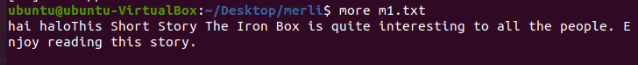 ubuntu@ubuntu-VirtualBox:~/Desktop/merli$ more m1.txt
hai haloThis Short Story The Iron Box is quite interesting to all the people. E
njoy reading this story.